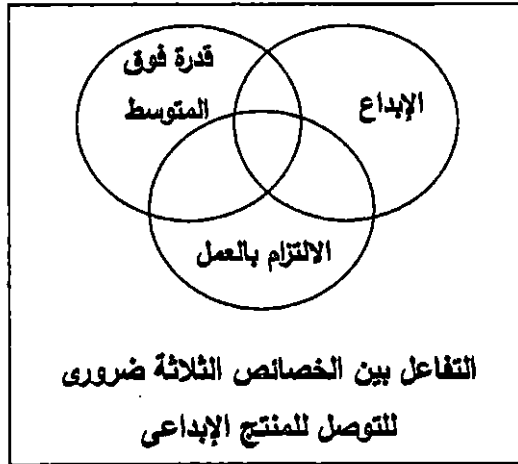 قدرة فوق
المتوسط
الإبداع
الالتزام بالعمل
التفاعل بين الخصائص الثلاثة ضرورى
للتوصل للمنتج الإبداعى